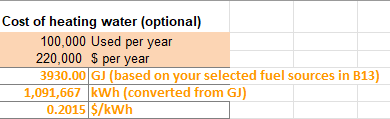 Cost of heating water (optional)
100,000 Used per year
220,000 $ per year
3930.00 GJ (based on your selected fuel sources in B13)
1,091,667 kWh (converted from GJ)
0.2015 $/kWh